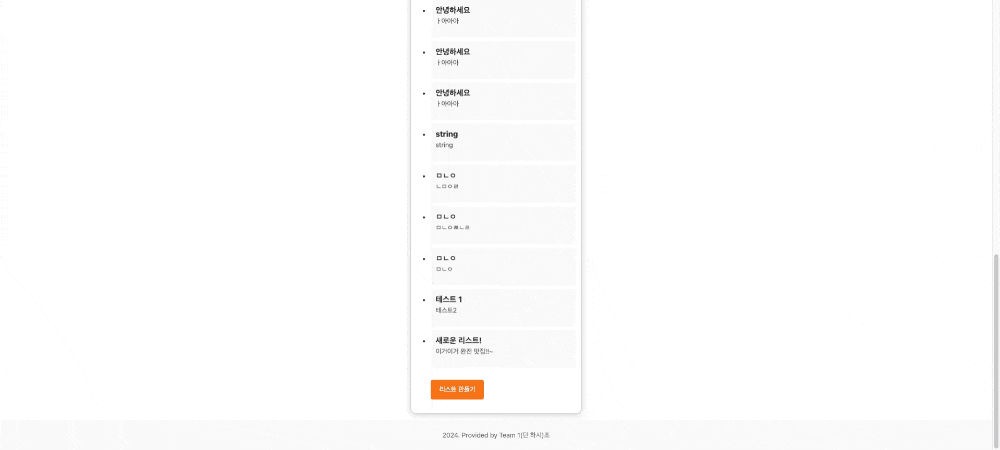 안녕하세요
ㅏ아아아
안녕하세요
ㅏ아아아
안녕하세요
ㅏ아아아
string
string
ㅁㄴㅇ
ㅁㄴㅇ
ㅁㄴㅇ
ㅁㄴㅇ
테스트 1
테스트2
새로운 리스트!
이거이거 완전 맛집!!~
리스트 만들기
2024. Provided by Team 1(단 하시)조